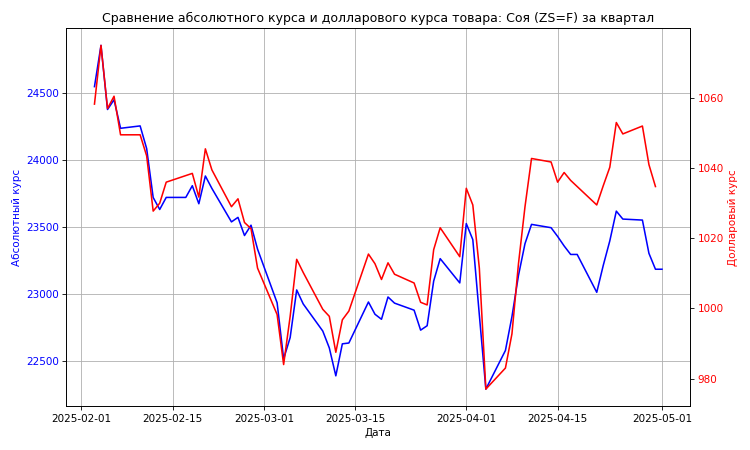 Сравнение абсолютного курса и долларового курса товара: Соя (ZS=F) за квартал
Абсолютный курс
24500
24000
23500
23000
22500
1060
1040
1020
1000
980
Долларовый курс
2025-02-01 2025-02-15 2025-03-01 2025-03-15 2025-04-01 2025-04-15 2025-05-01
Дата